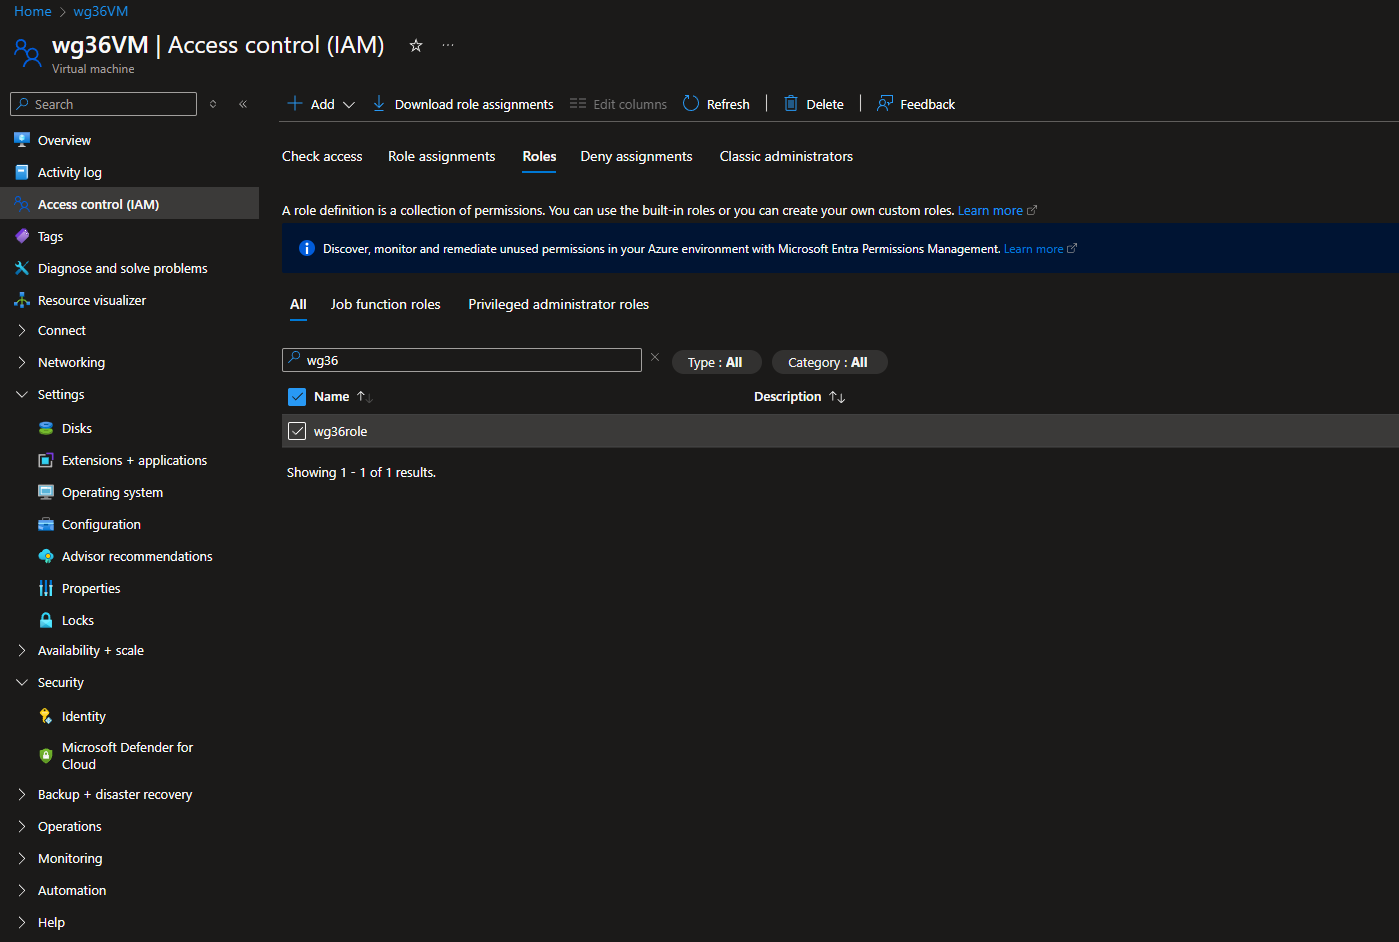 Home > wg36VM
wg36VM | Access control (IAM) ☆ ···
Virtual machine
Search
Overview
Activity log
Access control (IAM)
Tags
Diagnose and solve problems
Resource visualizer
Connect
Networking
Settings
Disks
Extensions + applications
Operating system
Configuration
Advisor recommendations
Properties
Locks
Availability + scale
Security
Identity
Microsoft Defender for
Cloud
Backup + disaster recovery
Operations
Monitoring
Automation
Help
Add Download role assignments Edit columns Refresh | Delete | Feedback
Check access Role assignments Roles Deny assignments Classic administrators
A role definition is a collection of permissions. You can use the built-in roles or you can create your own custom roles. Learn more
Discover, monitor and remediate unused permissions in your Azure environment with Microsoft Entra Permissions Management. Learn more
All Job function roles Privileged administrator roles
wg36 Type : All Category : All
Name ↑↓ Description ↑↓
wg36role
Showing 1 - 1 of 1 results.